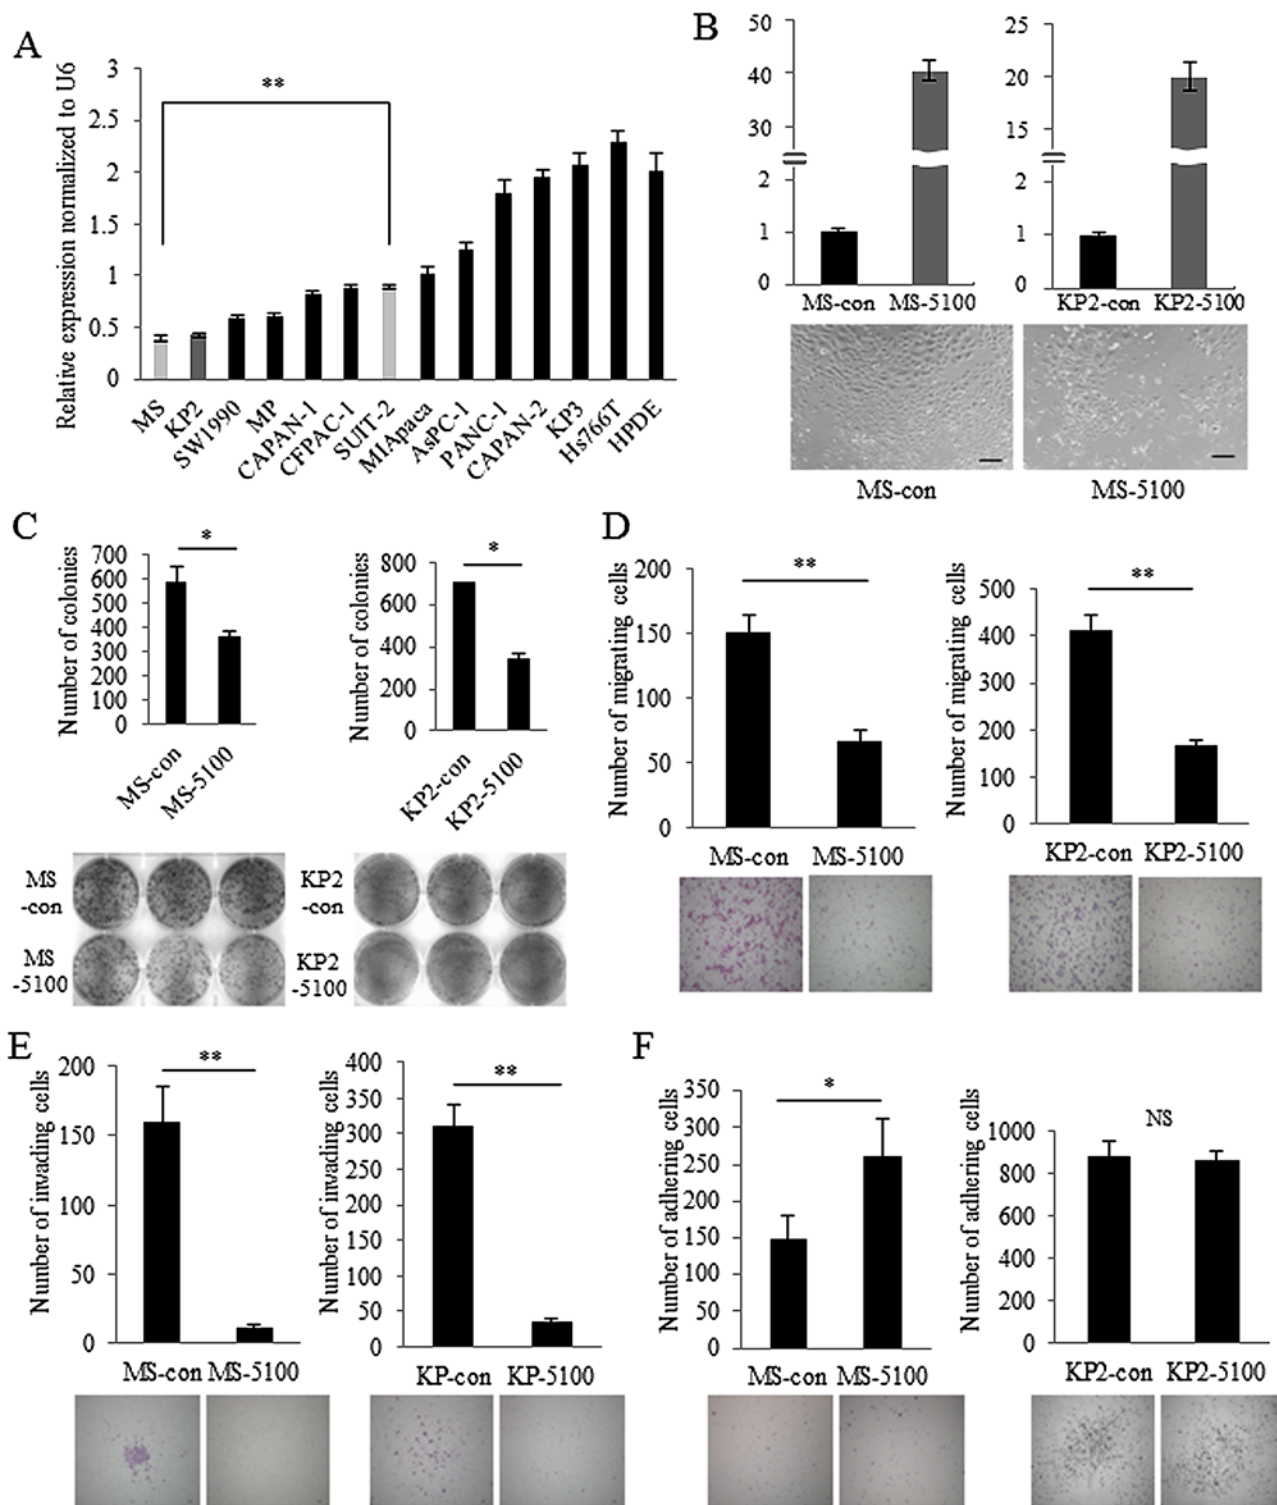 A
Relative expression normalized to U6
3
2.5
2
1.5
1
0.5
0
**
MS
KP2
SW1990
MP
CAPAN-1
CFPAC-1
SUIT-2
MIApaca
AsPC-1
PANC-1
CAPAN-2
KP3
Hs766T
HPDE
B
50
40
30
2
1
0
MS-con MS-5100
25
20
15
2
1
0
KP2-con KP2-5100
MS-con
MS-5100
C
Number of colonies
700
600
500
400
300
200
100
0
*
MS-con
MS-5100
Number of colonies
800
600
400
200
0
*
KP2-con
KP2-5100
MS
-con
MS
-5100
KP2
-con
KP2
-5100
D
Number of migrating cells
200
150
100
50
0
**
MS-con MS-5100
Number of migrating cells
500
400
300
200
100
0
**
KP2-con KP2-5100
E
Number of invading cells
200
150
100
50
0
**
MS-con MS-5100
Number of invading cells
400
350
300
250
200
150
100
50
0
**
KP-con KP-5100
F
Number of adhering cells
350
300
250
200
150
100
50
0
*
MS-con MS-5100
Number of adhering cells
1000
800
600
400
200
0
NS
KP2-con KP2-5100